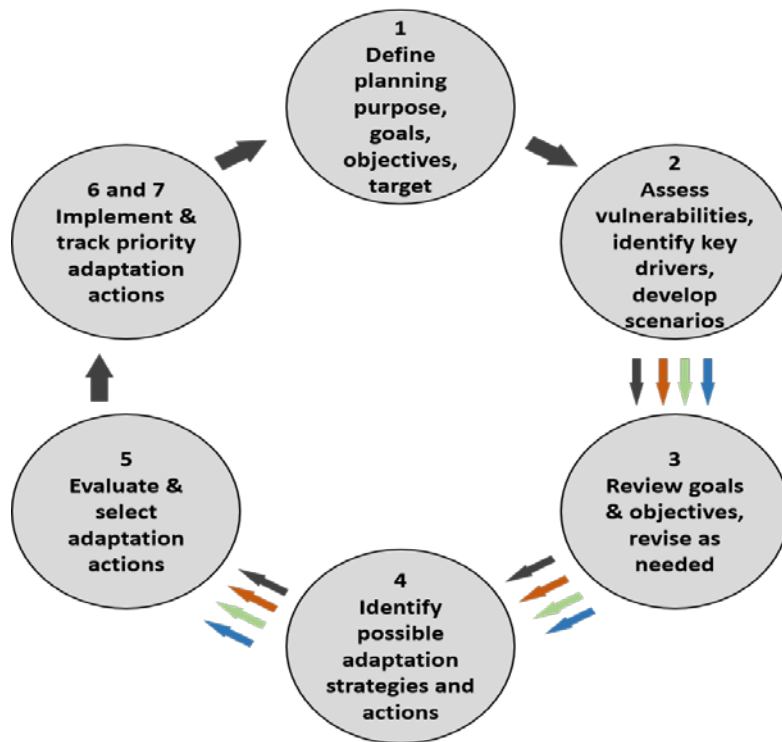 1
Define
planning
purpose,
goals,
objectives,
target
2
Assess
vulnerabilities,
identify key
drivers,
develop
scenarios
3
Review goals
& objectives,
revise as
needed
4
Identify
possible
adaptation
strategies and
actions
5
Evaluate &
select
adaptation
actions
6 and 7
Implement &
track priority
adaptation
actions